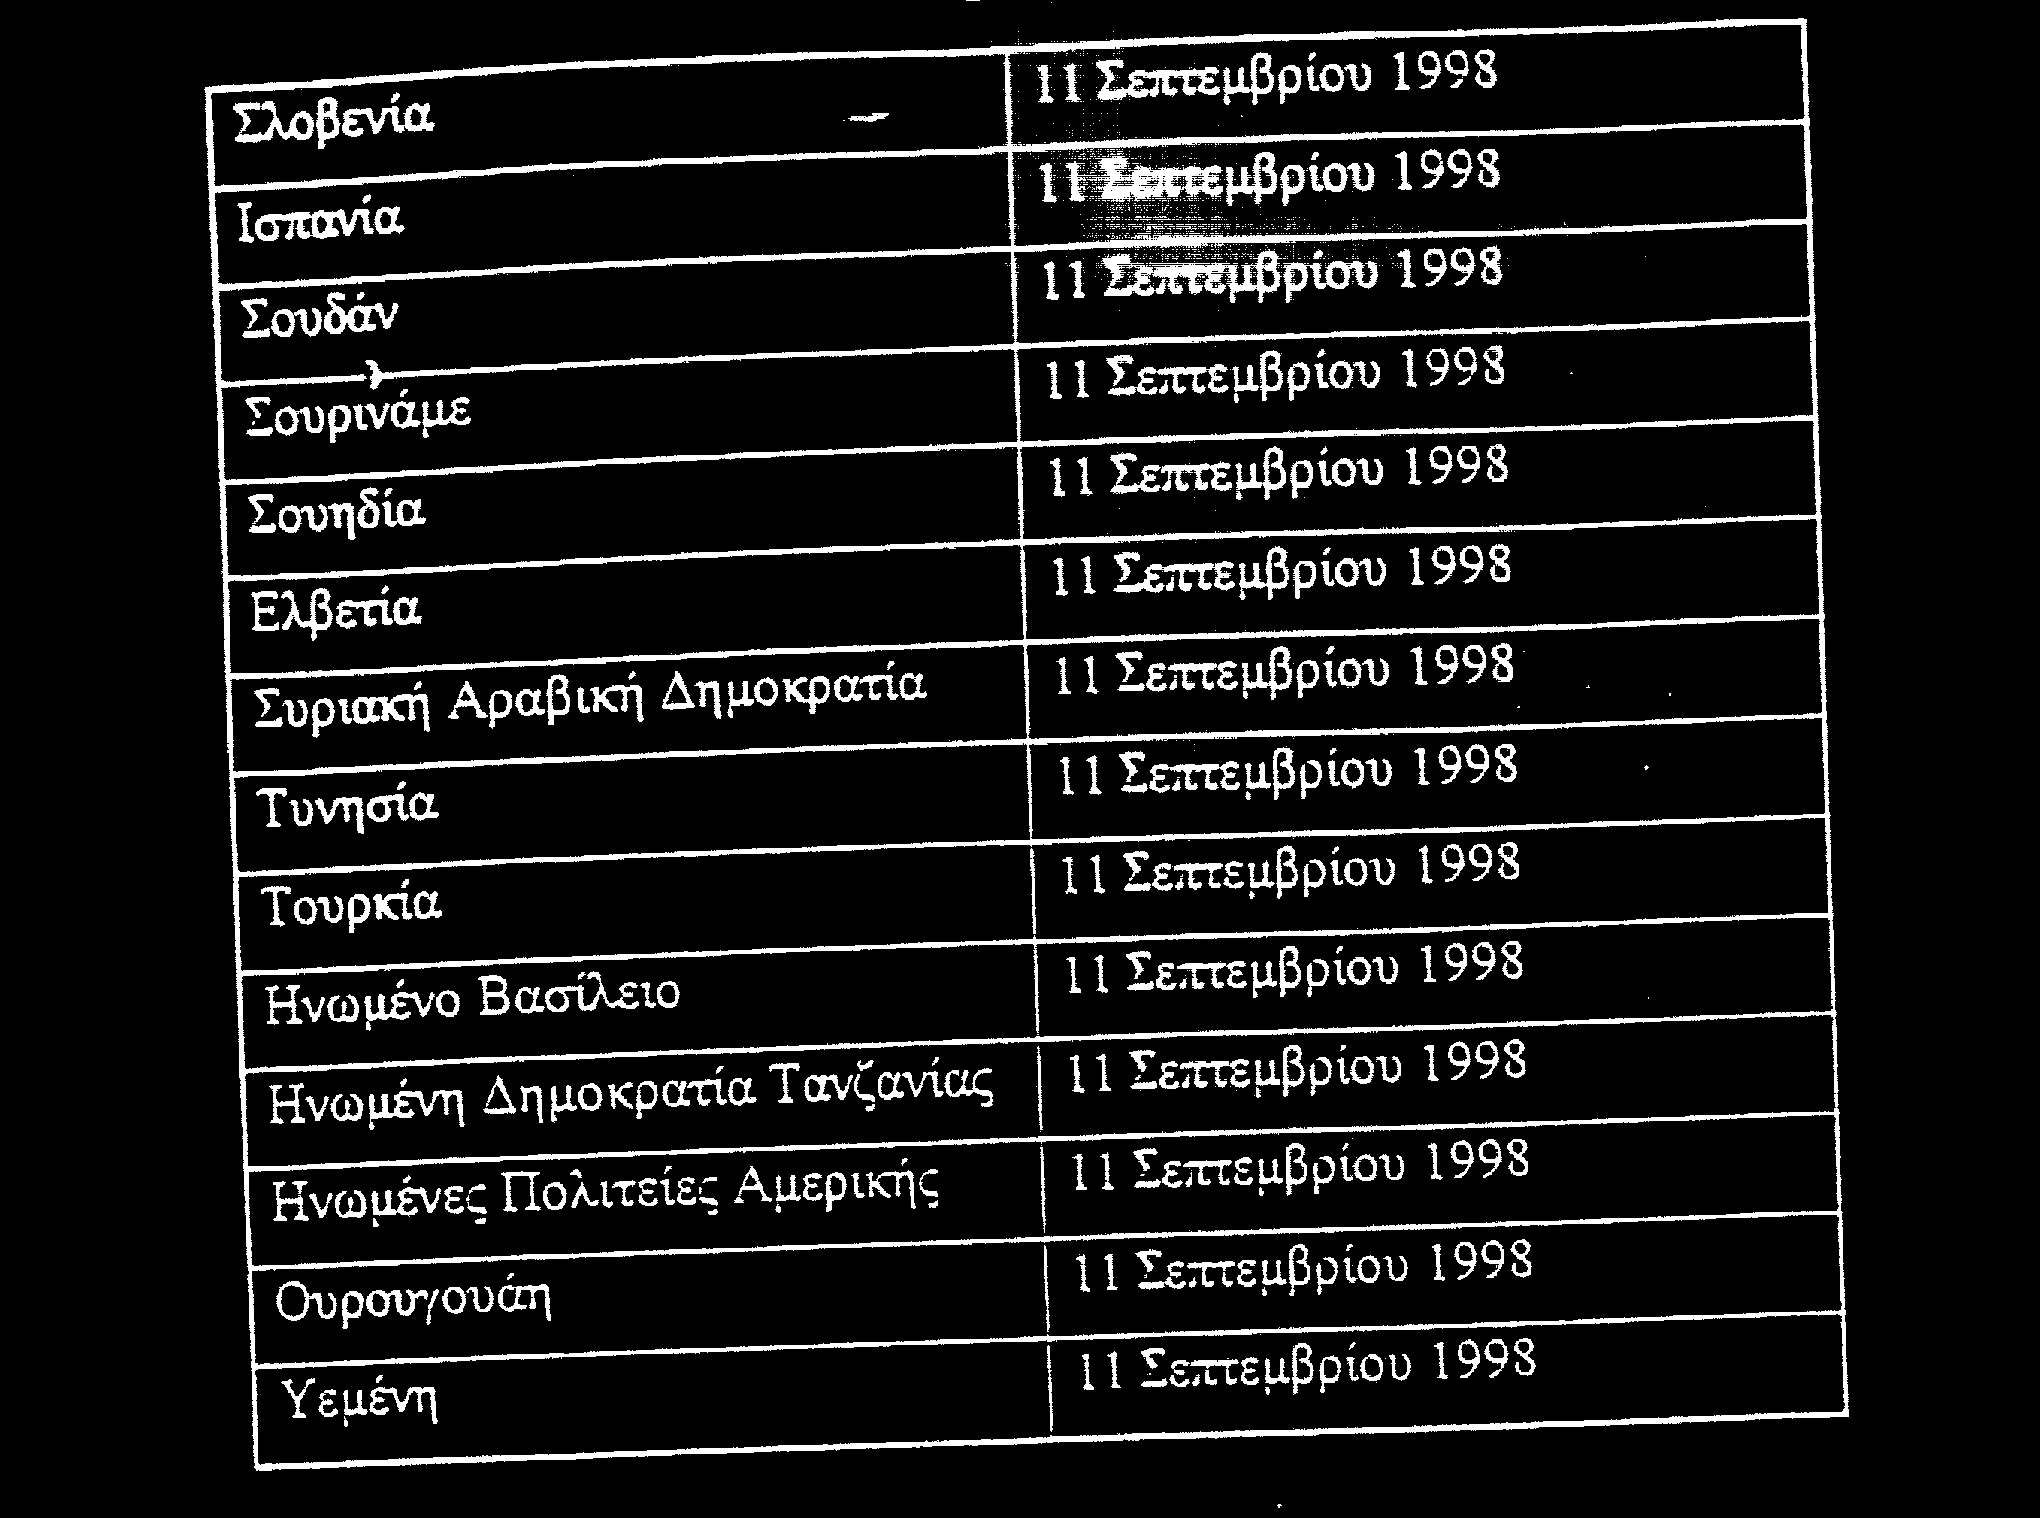 Σλοβενία 11 Σεπτεμβρίου 1998
Ισπανία 11 Σεπτεμβρίου 1998
Σουδάν 11 Σεπτεμβρίου 1998
Σουρινάμε 11 Σεπτεμβρίου 1998
Σουηδία 11 Σεπτεμβρίου 1998
Ελβετία 11 Σεπτεμβρίου 1998
Συριακή Αραβική Δημοκρατία 11 Σεπτεμβρίου 1998
Τυνησία 11 Σεπτεμβρίου 1998
Τουρκία 11 Σεπτεμβρίου 1998
Ηνωμένο Βασίλειο 11 Σεπτεμβρίου 1998
Ηνωμένη Δημοκρατία Τανζανίας 11 Σεπτεμβρίου 1998
Ηνωμένες Πολιτείες Αμερικής 11 Σεπτεμβρίου 1998
Ουρουγουάη 11 Σεπτεμβρίου 1998
Υεμένη 11 Σεπτεμβρίου 1998